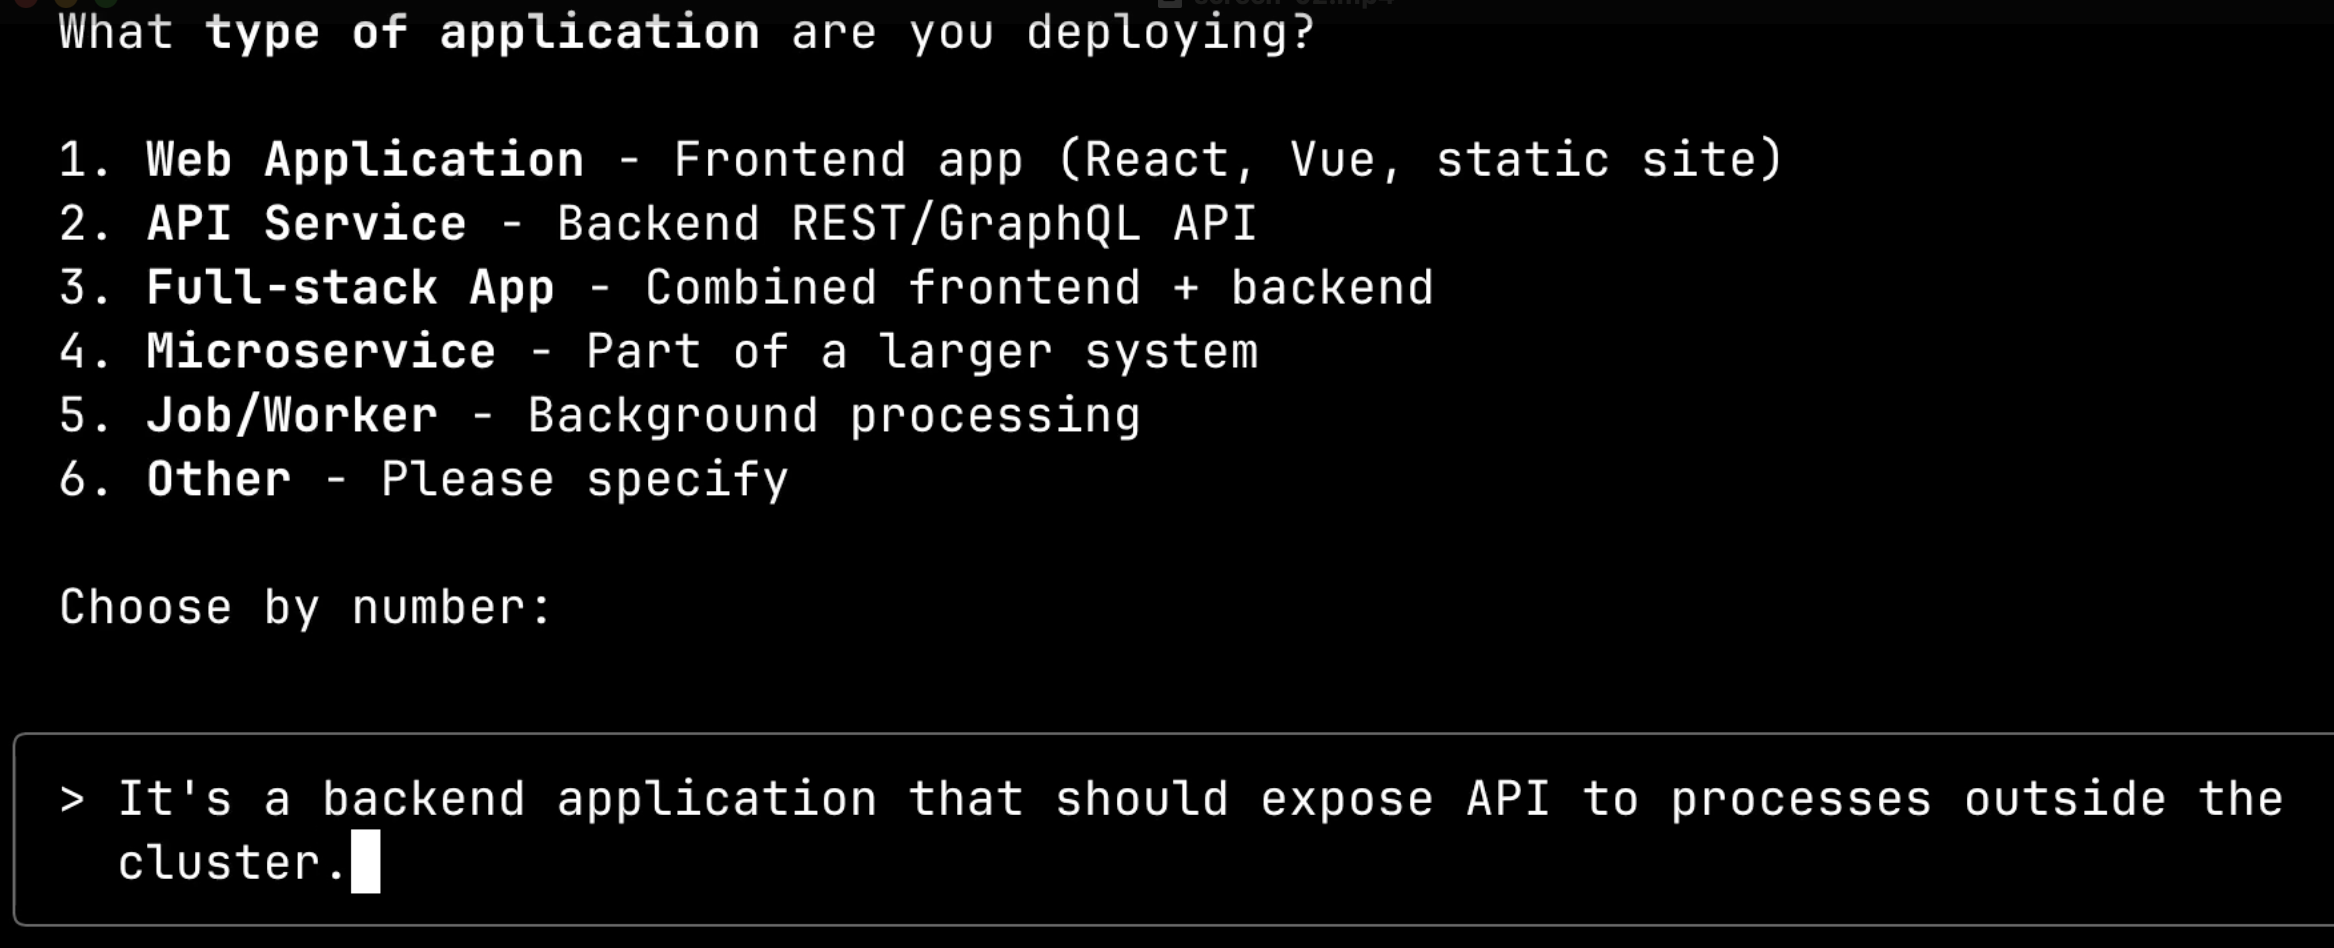 What type of application are you deploying?
1. Web Application - Frontend app (React, Vue, static site)
2. API Service - Backend REST/GraphQL API
3. Full-stack App - Combined frontend + backend
4. Microservice - Part of a larger system
5. Job/Worker - Background processing
6. Other - Please specify
Choose by number:
> It's a backend application that should expose API to processes outside the
cluster.